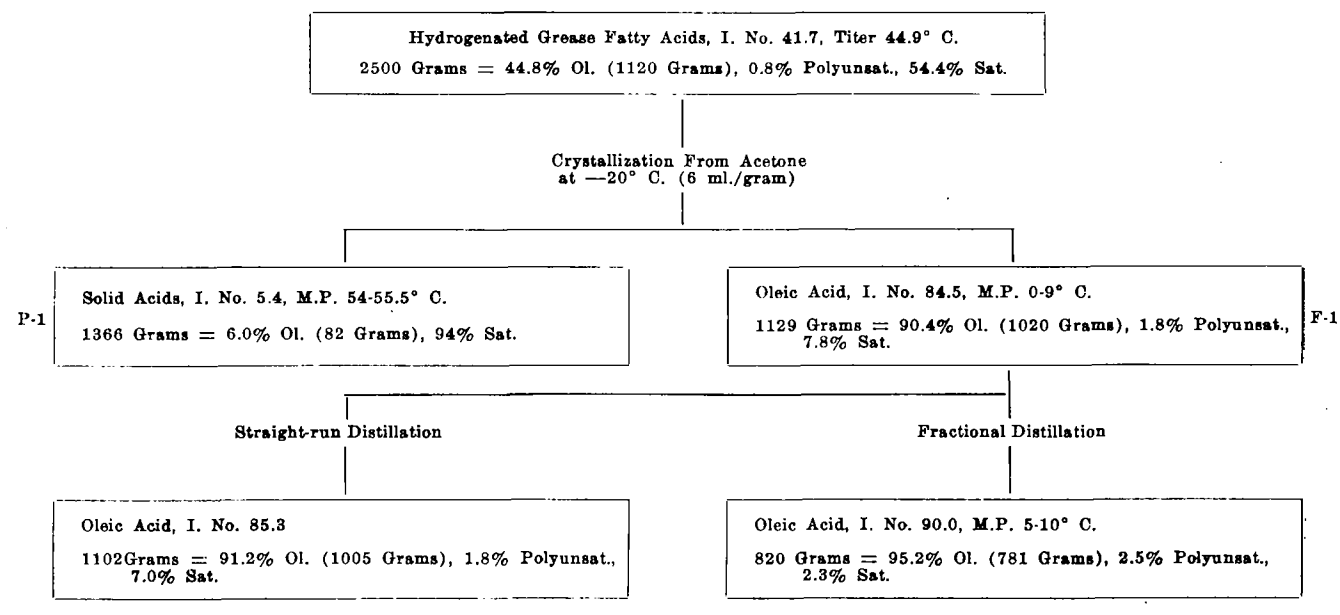 Hydrogenated Grease Fatty Acids, I. No. 41.7, Titer 44.9° C.
2500 Grams = 44.8% Ol. (1120 Grams), 0.8% Polyunsat., 54.4% Sat.
Crystallization From Acetone
at —20° C. (6 ml./gram)
P-1
Solid Acids, I. No. 5.4, M.P. 54-55.5° C.
1366 Grams = 6.0% Ol. (82 Grams), 94% Sat.
Oleic Acid, I. No. 84.5, M.P. 0-9° C.
1129 Grams = 90.4% Ol. (1020 Grams), 1.8% Polyunsat.,
7.8% Sat.
F-1
Straight-run Distillation
Fractional Distillation
Oleic Acid, I. No. 85.3
1102Grams = 91.2% Ol. (1005 Grams), 1.8% Polyunsat.,
7.0% Sat.
Oleic Acid, I. No. 90.0, M.P. 5-10° C.
820 Grams = 95.2% Ol. (781 Grams), 2.5% Polyunsat.,
2.3% Sat.